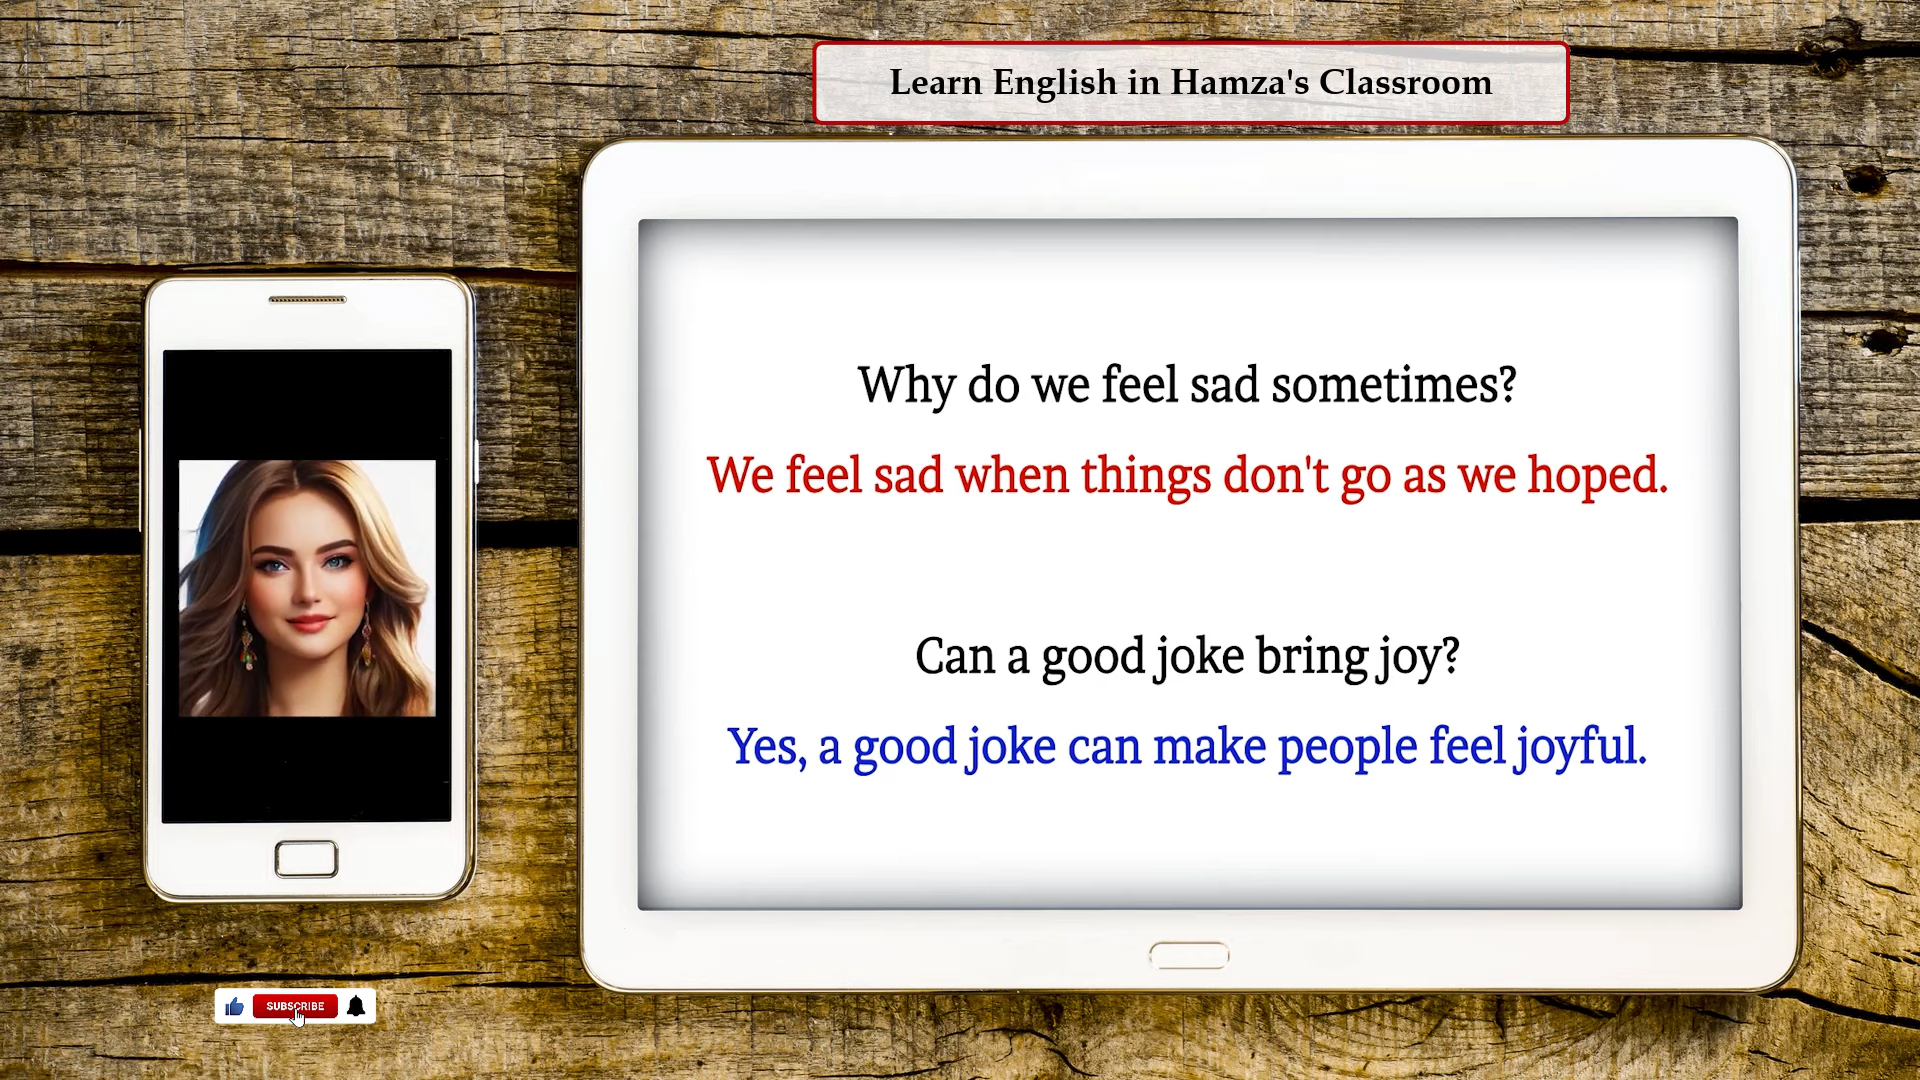 Learn English in Hamza's Classroom
Why do we feel sad sometimes?
We feel sad when things don't go as we hoped.
Can a good joke bring joy?
Yes, a good joke can make people feel joyful.
SUBSCRIBE